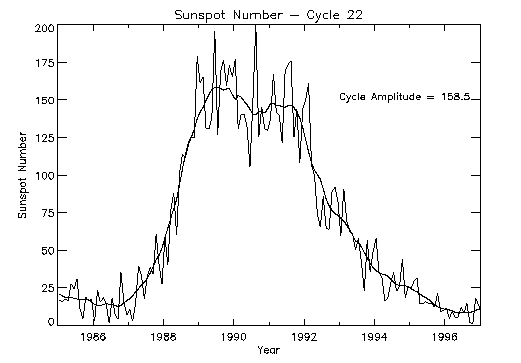 Sunspot Number — Cycle 22
200
175
150
125
100
75
50
25
0
Sunspot Number
Cycle Amplitude = 158.5
1986 1988 1990 1992 1994 1996
Year